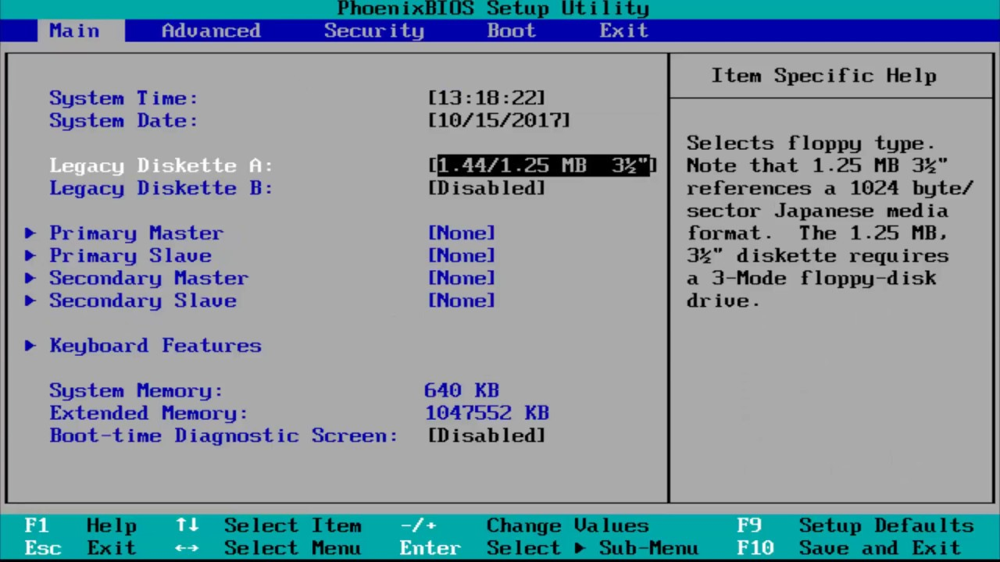 PhoenixBIOS Setup Utility
Main Advanced Security Boot Exit
System Time: [13:18:22]
System Date: [10/15/2017]
Legacy Diskette A: [1.44/1.25 MB 3½"]
Legacy Diskette B: [Disabled]
▶ Primary Master [None]
▶ Primary Slave [None]
▶ Secondary Master [None]
▶ Secondary Slave [None]
▶ Keyboard Features
System Memory: 640 KB
Extended Memory: 1047552 KB
Boot-time Diagnostic Screen: [Disabled]
Item Specific Help
Selects floppy type.
Note that 1.25 MB 3½"
references a 1024 byte/
sector Japanese media
format. The 1.25 MB,
3½" diskette requires
a 3-Mode floppy-disk
drive.
F1 Help ↑↓ Select Item -/+ Change Values F9 Setup Defaults
Esc Exit ↔ Select Menu Enter Select ▶ Sub-Menu F10 Save and Exit